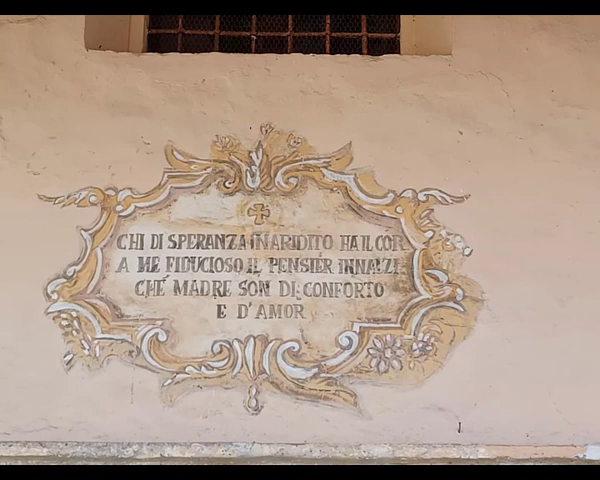 CHI DI SPERANZA INARIDITO HA IL COR
A ME FIDUCIOSO IL PENSIER INNALZI
CHÉ MADRE SON DI CONFORTO
E D'AMOR